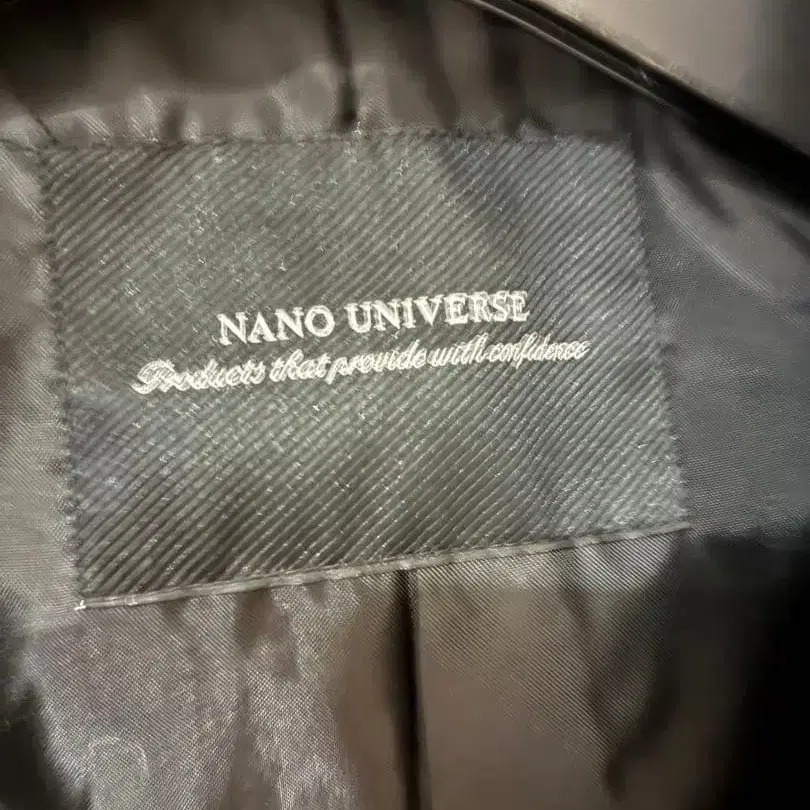 NANO UNIVERSE
Products that provide with confidence